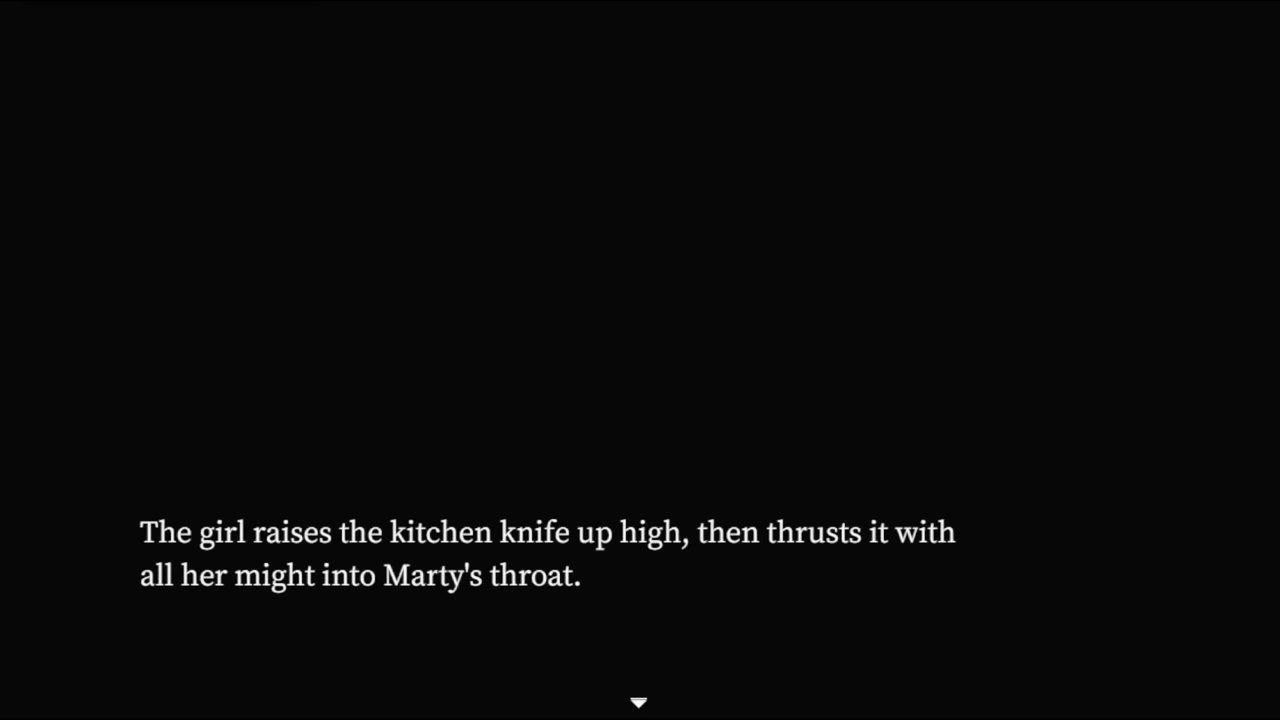 The girl raises the kitchen knife up high, then thrusts it with
all her might into Marty's throat.